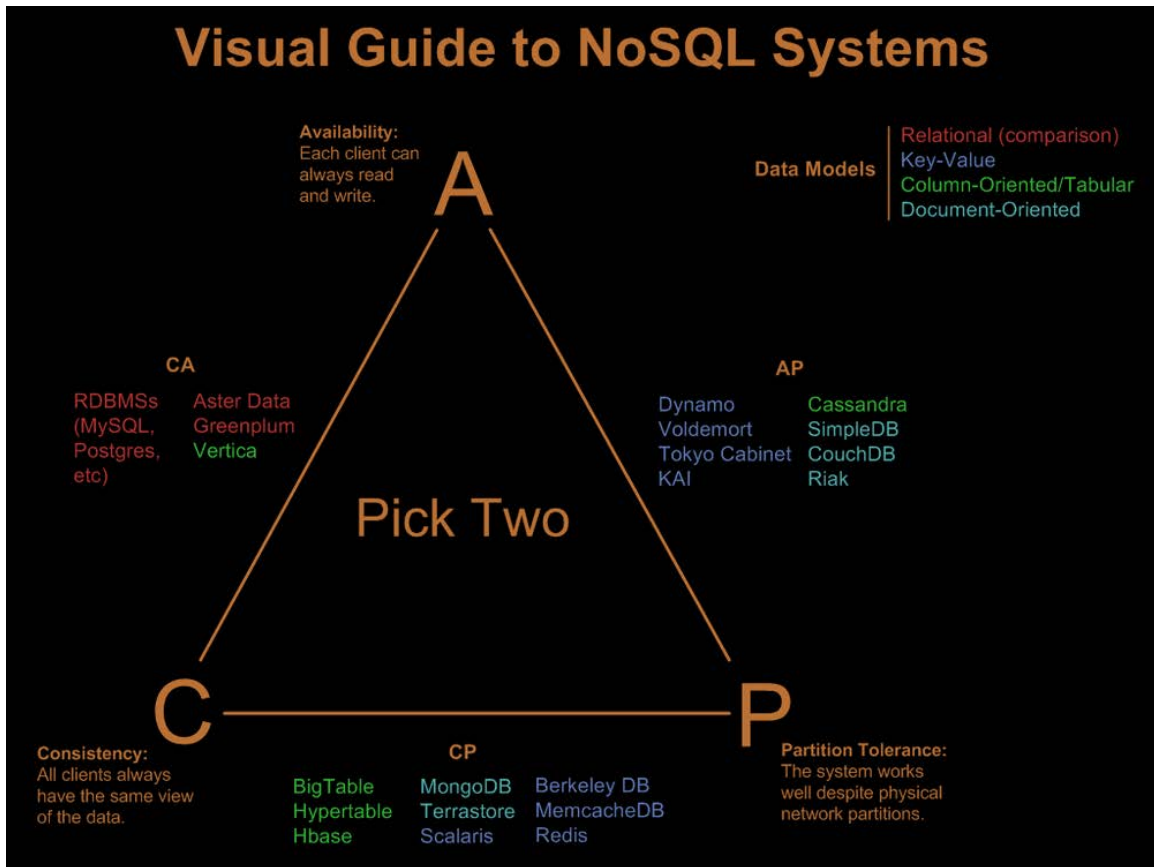 Visual Guide to NoSQL Systems
Availability:
Each client can
always read
and write.
A
Data Models
Relational (comparison)
Key-Value
Column-Oriented/Tabular
Document-Oriented
CA
RDBMSs
(MySQL,
Postgres,
etc)
Aster Data
Greenplum
Vertica
AP
Dynamo
Voldemort
Tokyo Cabinet
KAI
Cassandra
SimpleDB
CouchDB
Riak
Pick Two
C
P
Consistency:
All clients always
have the same view
of the data.
CP
BigTable
Hypertable
Hbase
MongoDB
Terrastore
Scalaris
Berkeley DB
MemcacheDB
Redis
Partition Tolerance:
The system works
well despite physical
network partitions.